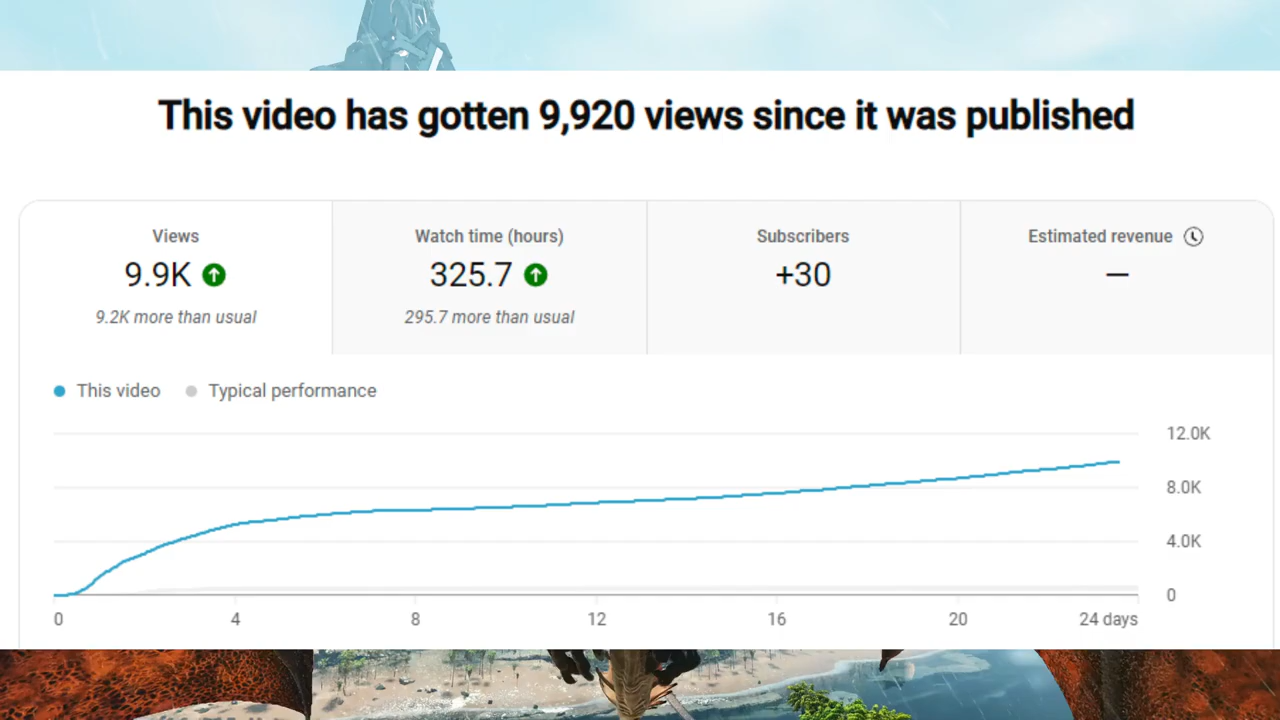 This video has gotten 9,920 views since it was published
Views
9.9K
9.2K more than usual
Watch time (hours)
325.7
295.7 more than usual
Subscribers
+30
Estimated revenue
—
This video
Typical performance
12.0K
8.0K
4.0K
0
0 4 8 12 16 20 24 days